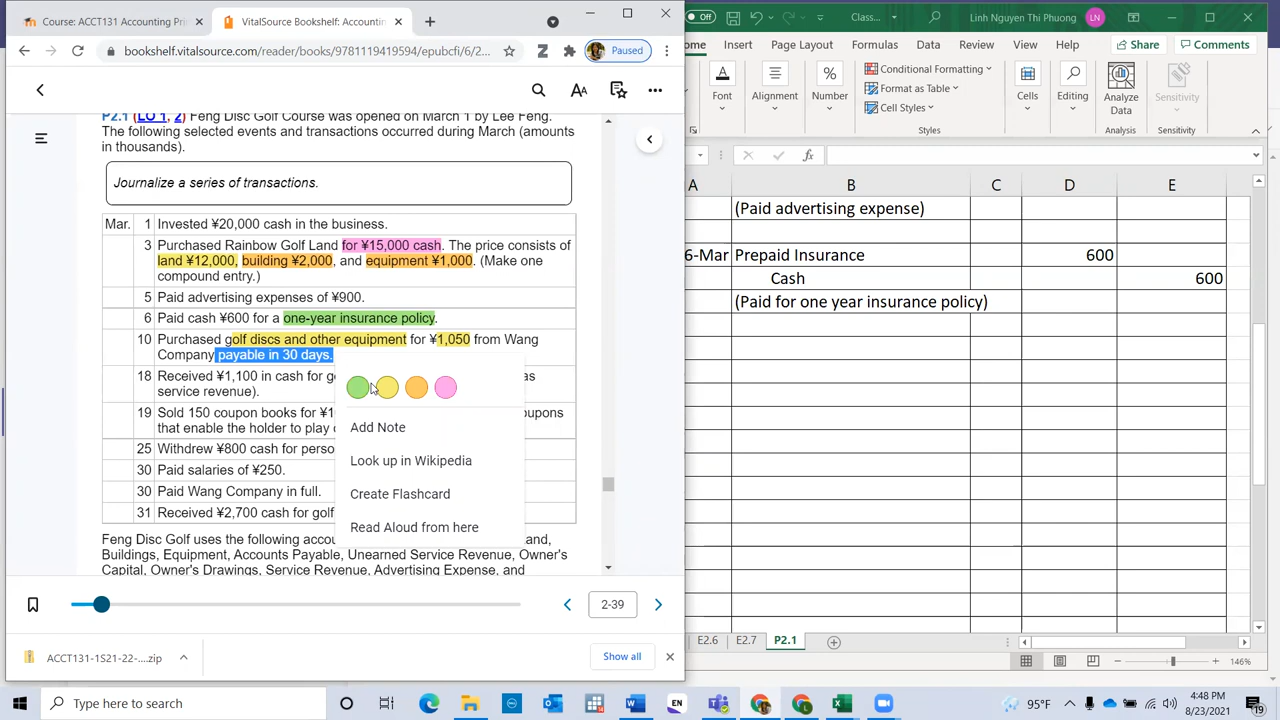 Course: ACCT131 Accounting Pri
VitalSource Bookshelf: Accountin
bookshelf.vitalsource.com/reader/books/9781119419594/epubcfi/6/2...
Paused
P2.1 (LO 1, 2) Feng Disc Golf Course was opened on March 1 by Lee Feng.
The following selected events and transactions occurred during March (amounts
in thousands).
Journalize a series of transactions.
Mar. 1 Invested ¥20,000 cash in the business.
3 Purchased Rainbow Golf Land for ¥15,000 cash. The price consists of
land ¥12,000, building ¥2,000, and equipment ¥1,000. (Make one
compound entry.)
5 Paid advertising expenses of ¥900.
6 Paid cash ¥600 for a one-year insurance policy.
10 Purchased golf discs and other equipment for ¥1,050 from Wang
Company payable in 30 days.
18 Received ¥1,100 in cash for g as
service revenue).
19 Sold 150 coupon books for ¥1 oupons
that enable the holder to play
25 Withdrew ¥800 cash for perso
30 Paid salaries of ¥250.
30 Paid Wang Company in full.
31 Received ¥2,700 cash for golf
Feng Disc Golf uses the following accou and,
Buildings, Equipment, Accounts Payable, Unearned Service Revenue, Owner's
Capital, Owner's Drawings, Service Revenue, Advertising Expense, and
Add Note
Look up in Wikipedia
Create Flashcard
Read Aloud from here
2-39
ACCT131-1S21-22-....zip
Show all
Off
Class...
Linh Nguyen Thi Phuong
LN
ome Insert Page Layout Formulas Data Review View Help
Share
Comments
Font
Alignment
Number
Conditional Formatting
Format as Table
Cell Styles
Styles
Cells
Editing
Analyze
Data
Analysis
Sensitivity
Sensitivity
fx
A B C D E
(Paid advertising expense)
6-Mar Prepaid Insurance 600
Cash 600
(Paid for one year insurance policy)
E2.6 E2.7 P2.1
146%
Type here to search
EN
95°F
4:48 PM
8/23/2021
19